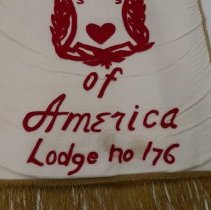 of
America
Lodge no 176